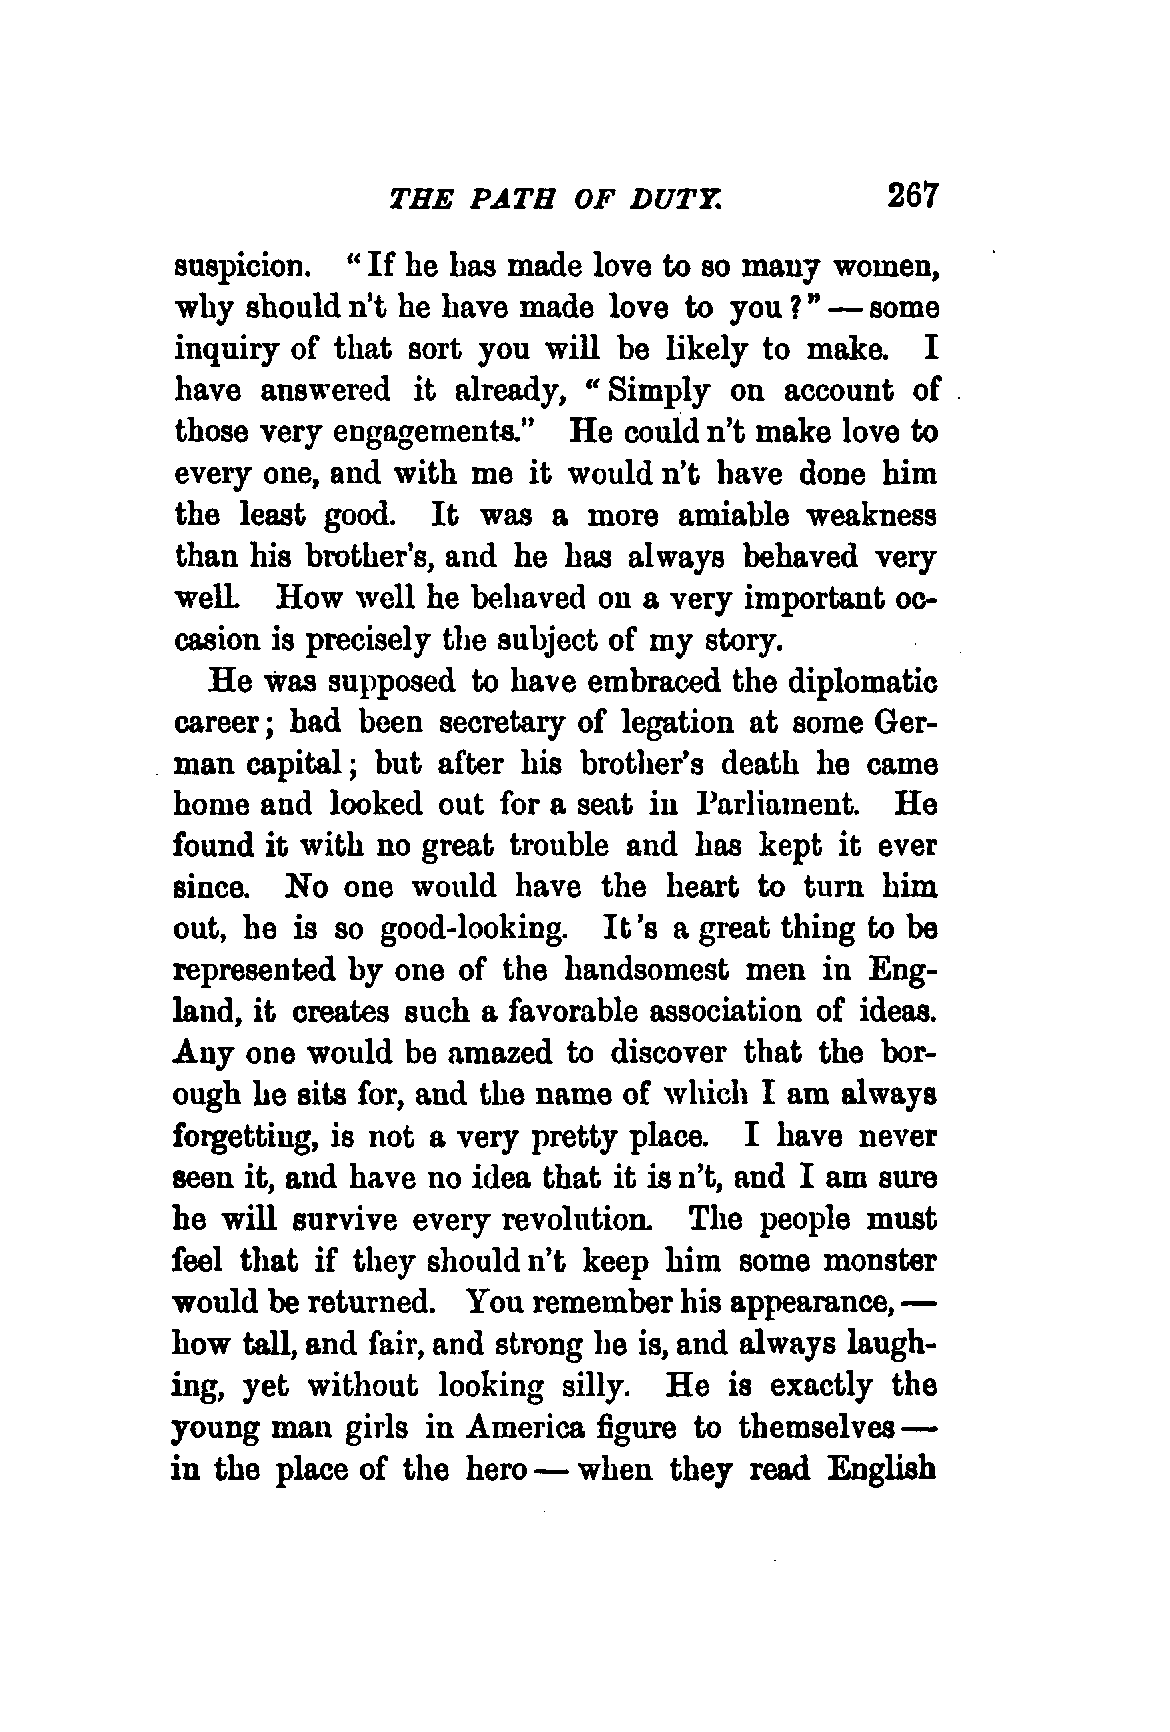 THE PATH OF DUTY. 267
suspicion. “If he has made love to so many women,
why should n't he have made love to you?” — some
inquiry of that sort you will be likely to make. I
have answered it already, “Simply on account of
those very engagements.” He could n't make love to
every one, and with me it would n't have done him
the least good. It was a more amiable weakness
than his brother's, and he has always behaved very
well. How well he behaved on a very important oc-
casion is precisely the subject of my story.
He was supposed to have embraced the diplomatic
career; had been secretary of legation at some Ger-
man capital; but after his brother's death he came
home and looked out for a seat in Parliament. He
found it with no great trouble and has kept it ever
since. No one would have the heart to turn him
out, he is so good-looking. It 's a great thing to be
represented by one of the handsomest men in Eng-
land, it creates such a favorable association of ideas.
Any one would be amazed to discover that the bor-
ough he sits for, and the name of which I am always
forgetting, is not a very pretty place. I have never
seen it, and have no idea that it is n't, and I am sure
he will survive every revolution. The people must
feel that if they should n't keep him some monster
would be returned. You remember his appearance, —
how tall, and fair, and strong he is, and always laugh-
ing, yet without looking silly. He is exactly the
young man girls in America figure to themselves —
in the place of the hero — when they read English